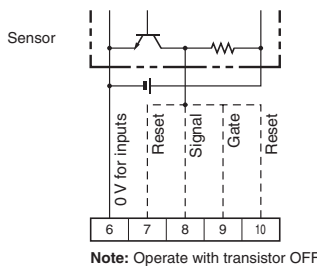 Sensor
0 V for inputs
Reset
Signal
Gate
Reset
6 7 8 9 10
Note: Operate with transistor OFF